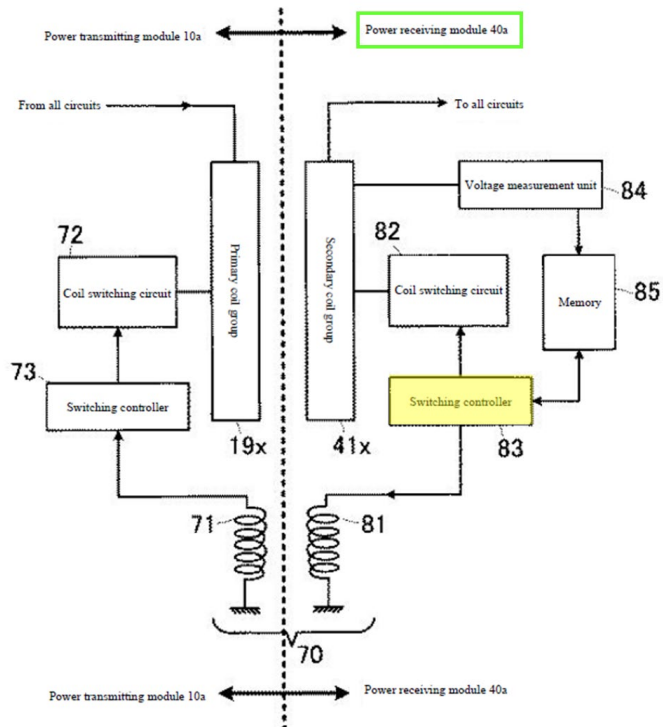 Power transmitting module 10a
Power receiving module 40a
From all circuits
To all circuits
Voltage measurement unit
84
72
82
Primary coil group
Secondary coil group
Coil switching circuit
Coil switching circuit
Memory
85
73
Switching controller
Switching controller
19x
41x
83
71
81
70
Power transmitting module 10a
Power receiving module 40a